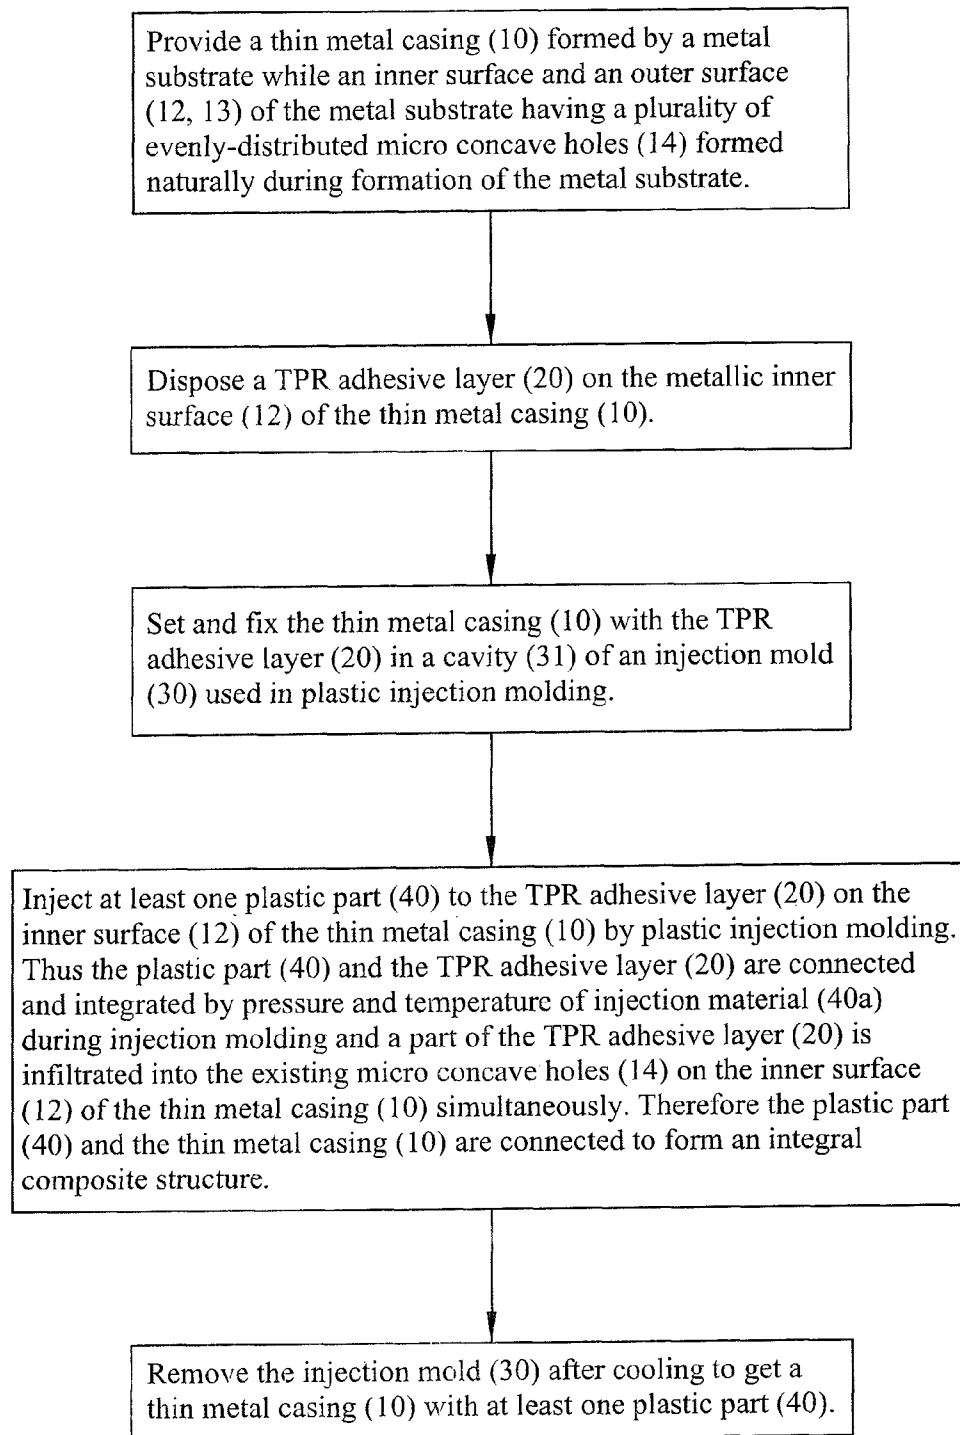 Provide a thin metal casing (10) formed by a metal
substrate while an inner surface and an outer surface
(12, 13) of the metal substrate having a plurality of
evenly-distributed micro concave holes (14) formed
naturally during formation of the metal substrate.
Dispose a TPR adhesive layer (20) on the metallic inner
surface (12) of the thin metal casing (10).
Set and fix the thin metal casing (10) with the TPR
adhesive layer (20) in a cavity (31) of an injection mold
(30) used in plastic injection molding.
Inject at least one plastic part (40) to the TPR adhesive layer (20) on the
inner surface (12) of the thin metal casing (10) by plastic injection molding.
Thus the plastic part (40) and the TPR adhesive layer (20) are connected
and integrated by pressure and temperature of injection material (40a)
during injection molding and a part of the TPR adhesive layer (20) is
infiltrated into the existing micro concave holes (14) on the inner surface
(12) of the thin metal casing (10) simultaneously. Therefore the plastic part
(40) and the thin metal casing (10) are connected to form an integral
composite structure.
Remove the injection mold (30) after cooling to get a
thin metal casing (10) with at least one plastic part (40).